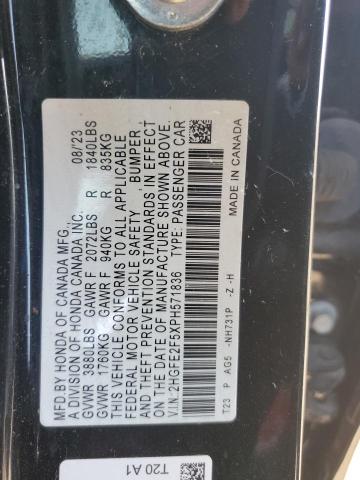 MFD.BY HONDA OF CANADA MFG.,
A DIVISION OF HONDA CANADA INC. 08/'23
GVWR 3880LBS GAWR F 2072LBS R 1840LBS
GVWR 1760KG GAWR F 940KG R 835KG
THIS VEHICLE CONFORMS TO ALL APPLICABLE
FEDERAL MOTOR VEHICLE SAFETY , BUMPER ,
AND THEFT PREVENTION STANDARDS IN EFFECT
ON THE DATE OF MANUFACTURE SHOWN ABOVE.
V.I.N: 2HGFE2F5XPH571836 TYPE: PASSENGER CAR
T23 P AG5 -NH731P -Z -H
MADE IN CANADA
T20 A1